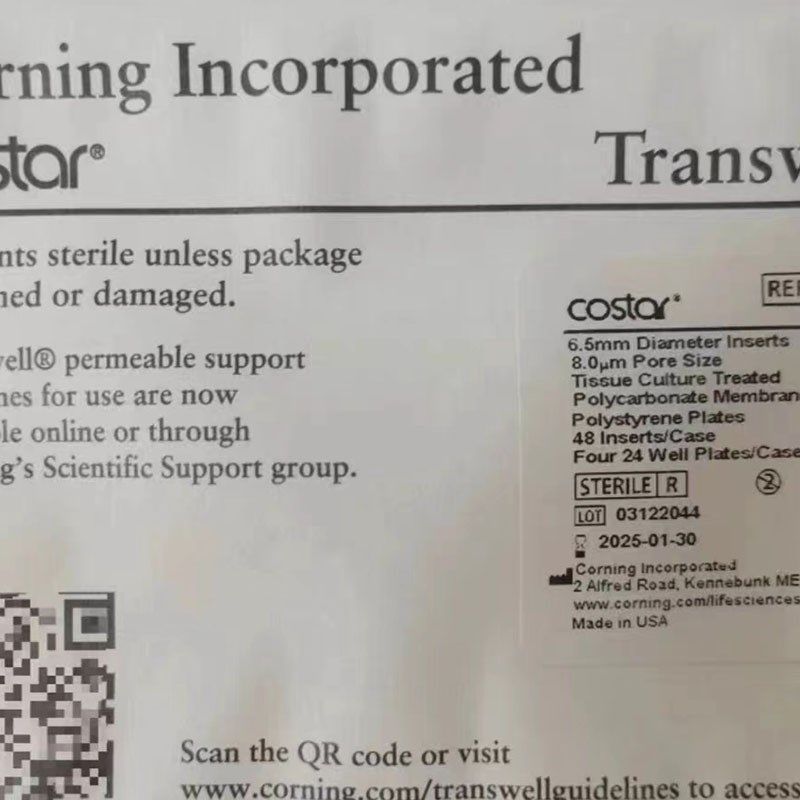 rning Incorporated
star®
Transw
nts sterile unless package
ned or damaged.
vell® permeable support
nes for use are now
le online or through
g's Scientific Support group.
costar®
REF
6.5mm Diameter Inserts
8.0µm Pore Size
Tissue Culture Treated
Polycarbonate Membran
Polystyrene Plates
48 Inserts/Case
Four 24 Well Plates/Case
STERILE R
2
LOT 03122044
2025-01-30
Corning Incorporated
2 Alfred Road, Kennebunk ME
www.corning.com/lifesciences
Made in USA
Scan the QR code or visit
www.corning.com/transwellguidelines to access